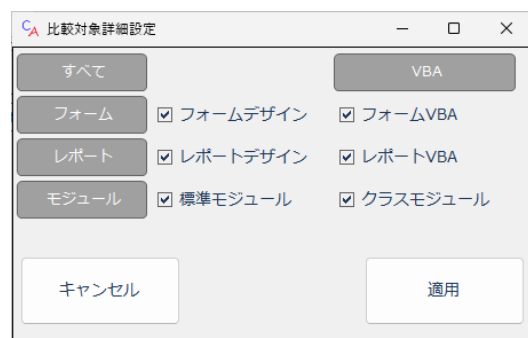 CA 比較対象詳細設定
すべて VBA
フォーム フォームデザイン フォームVBA
レポート レポートデザイン レポートVBA
モジュール 標準モジュール クラスモジュール
キャンセル 適用